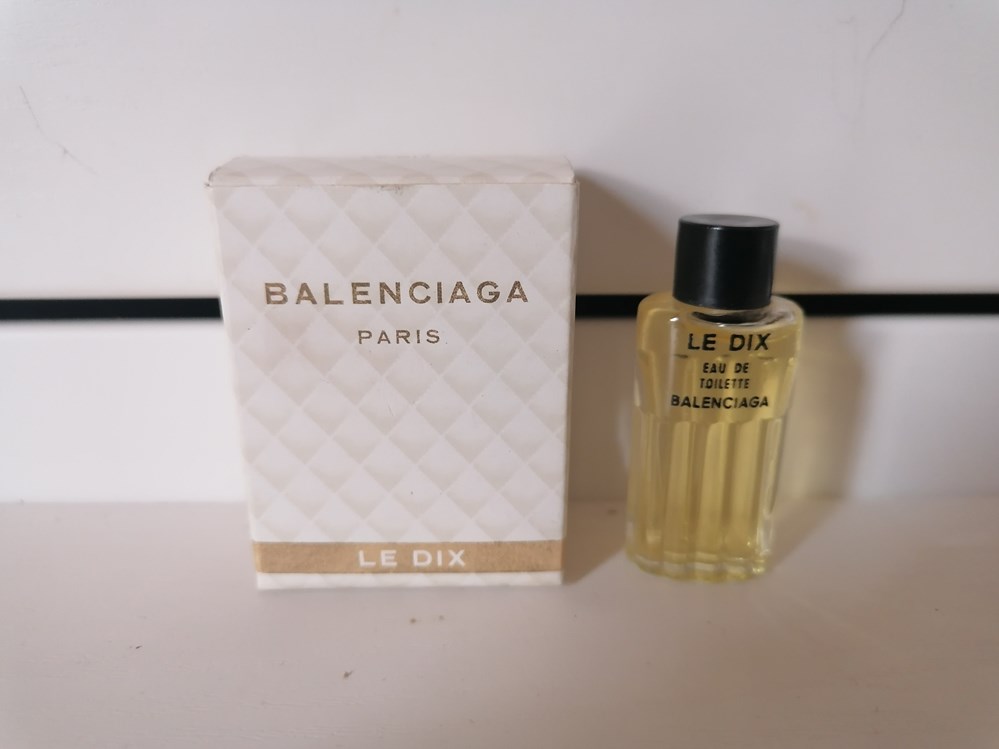 BALENCIAGA
PARIS
LE DIX
LE DIX
EAU DE
TOILETTE
BALENCIAGA